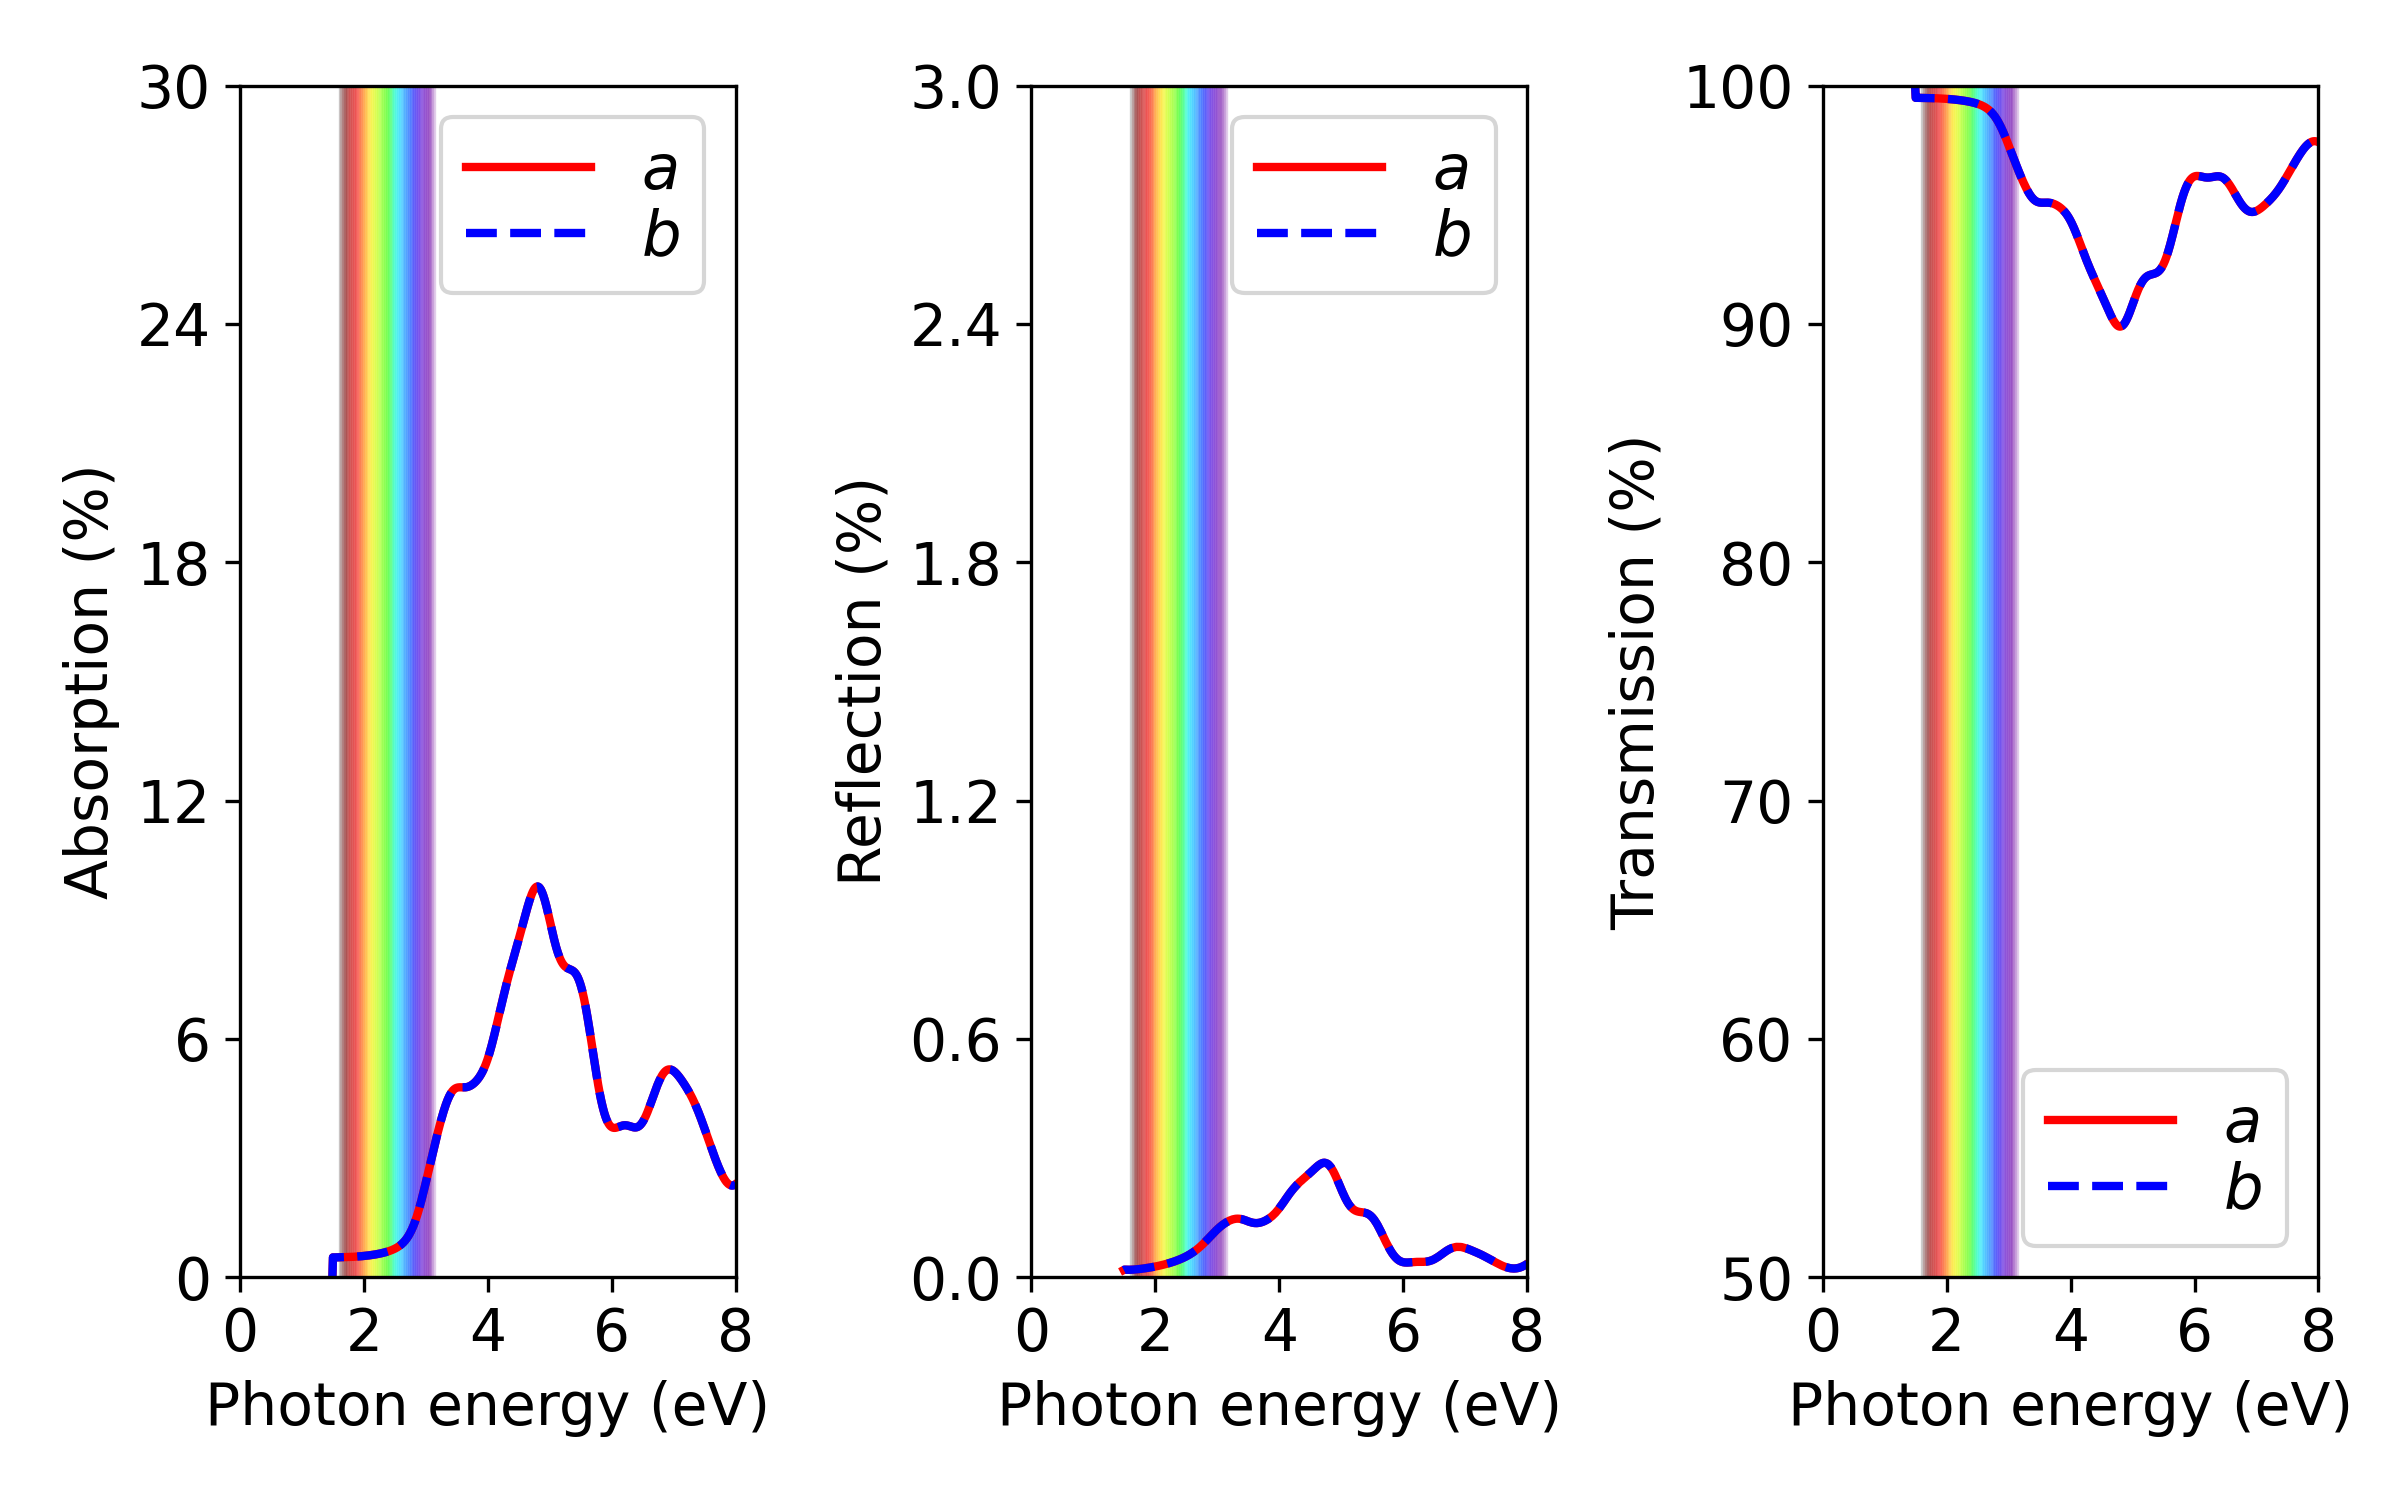 Absorption (%)
30
24
18
12
6
0
0 2 4 6 8
Photon energy (eV)
a
b
Reflection (%)
3.0
2.4
1.8
1.2
0.6
0.0
0 2 4 6 8
Photon energy (eV)
a
b
Transmission (%)
100
90
80
70
60
50
0 2 4 6 8
Photon energy (eV)
a
b